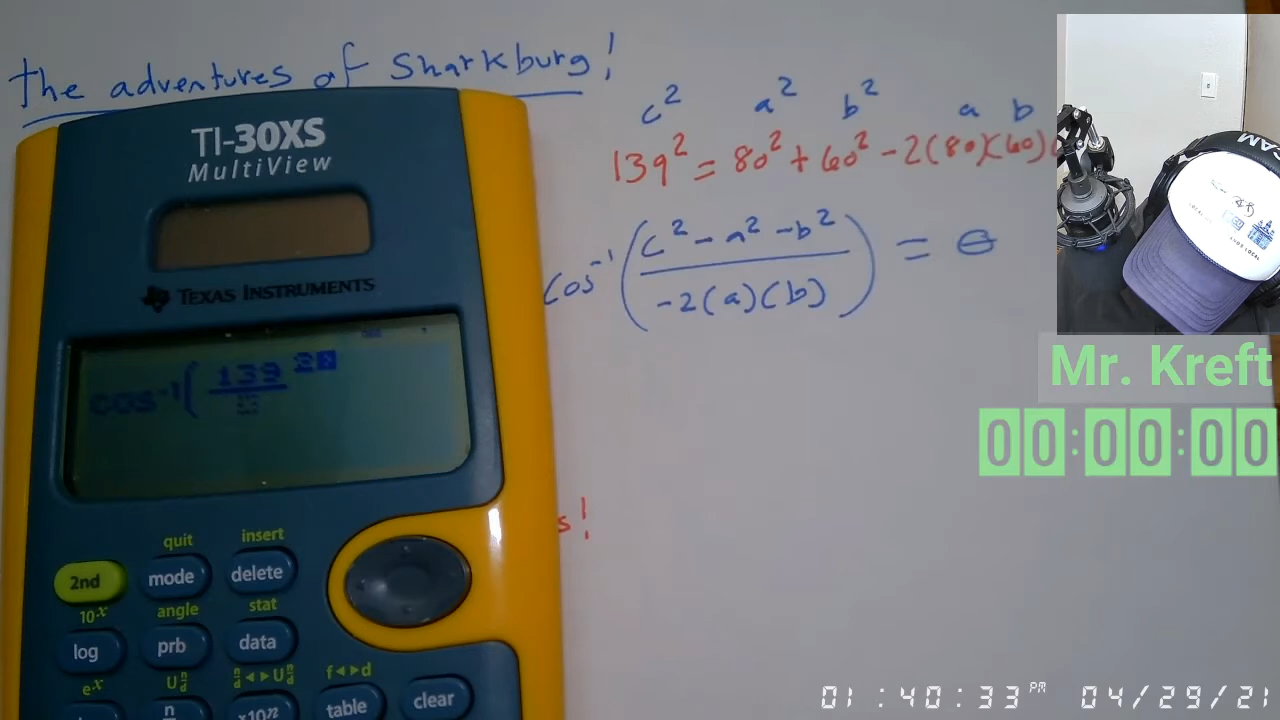 the adventures of Sharkburg!
c² a² b² a b
139² = 80² + 60² - 2(80)(60)(
cos⁻¹(c² - a² - b² / -2(a)(b)) = θ
s!
TI-30XS
MultiView
TEXAS INSTRUMENTS
cos⁻¹(139²
quit insert
2nd mode delete
10ˣ angle stat
log prb data
eˣ U n/d n/d ◄► U n/d f◄►d
n ×10ⁿ table clear
Mr. Kreft
00:00:00
01:40:33 PM 04/29/21